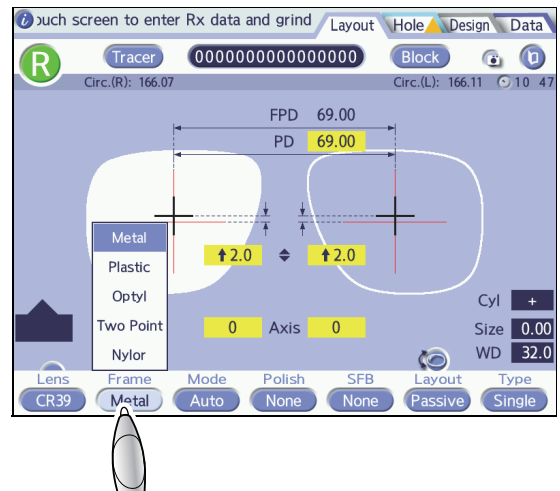 ouch screen to enter Rx data and grind
Layout Hole Design Data
R Tracer 0000000000000000 Block
Circ.(R): 166.07 Circ.(L): 166.11 10 47
FPD 69.00
PD 69.00
Metal
Plastic
Optyl
Two Point
Nylor
2.0 2.0
0 Axis 0
Cyl +
Size 0.00
WD 32.0
Lens Frame Mode Polish SFB Layout Type
CR39 Metal Auto None None Passive Single